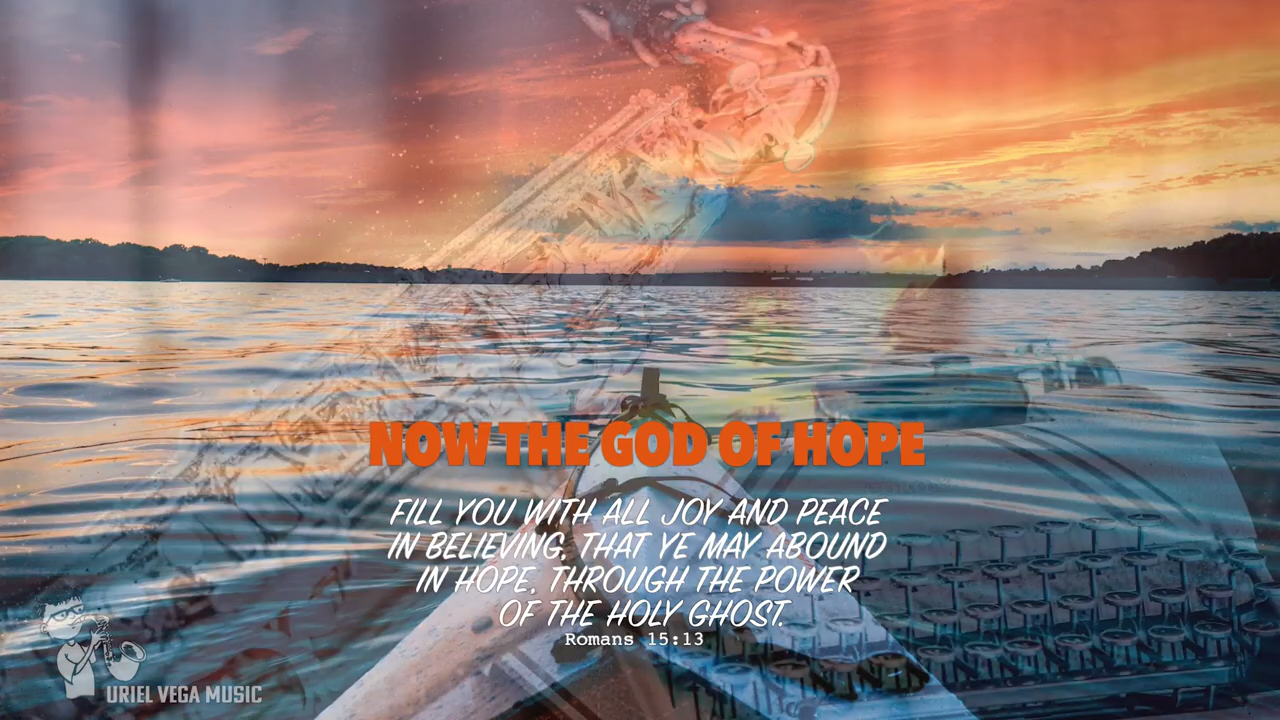 NOW THE GOD OF HOPE
FILL YOU WITH ALL JOY AND PEACE
IN BELIEVING, THAT YE MAY ABOUND
IN HOPE, THROUGH THE POWER
OF THE HOLY GHOST.
Romans 15:13
URIEL VEGA MUSIC